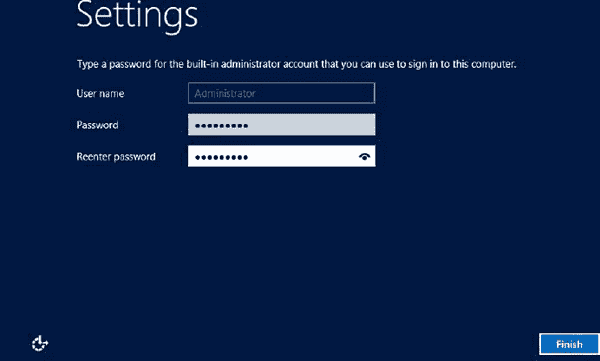 Settings
Type a password for the built-in administrator account that you can use to sign in to this computer.
User name
Administrator
Password
•••••••••
Reenter password
•••••••••
Finish